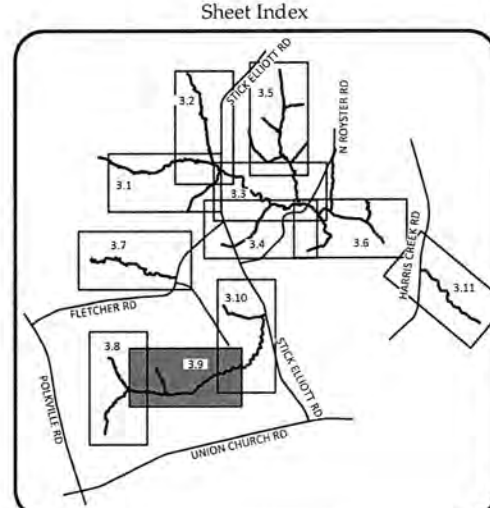 Sheet Index
STICK ELLIOTT RD
3.2
3.5
N ROYSTER RD
3.1
3.3
3.4
3.6
3.7
HARRIS CREEK RD
3.11
FLETCHER RD
3.10
3.8
3.9
STICK ELLIOTT RD
POLKVILLE RD
UNION CHURCH RD